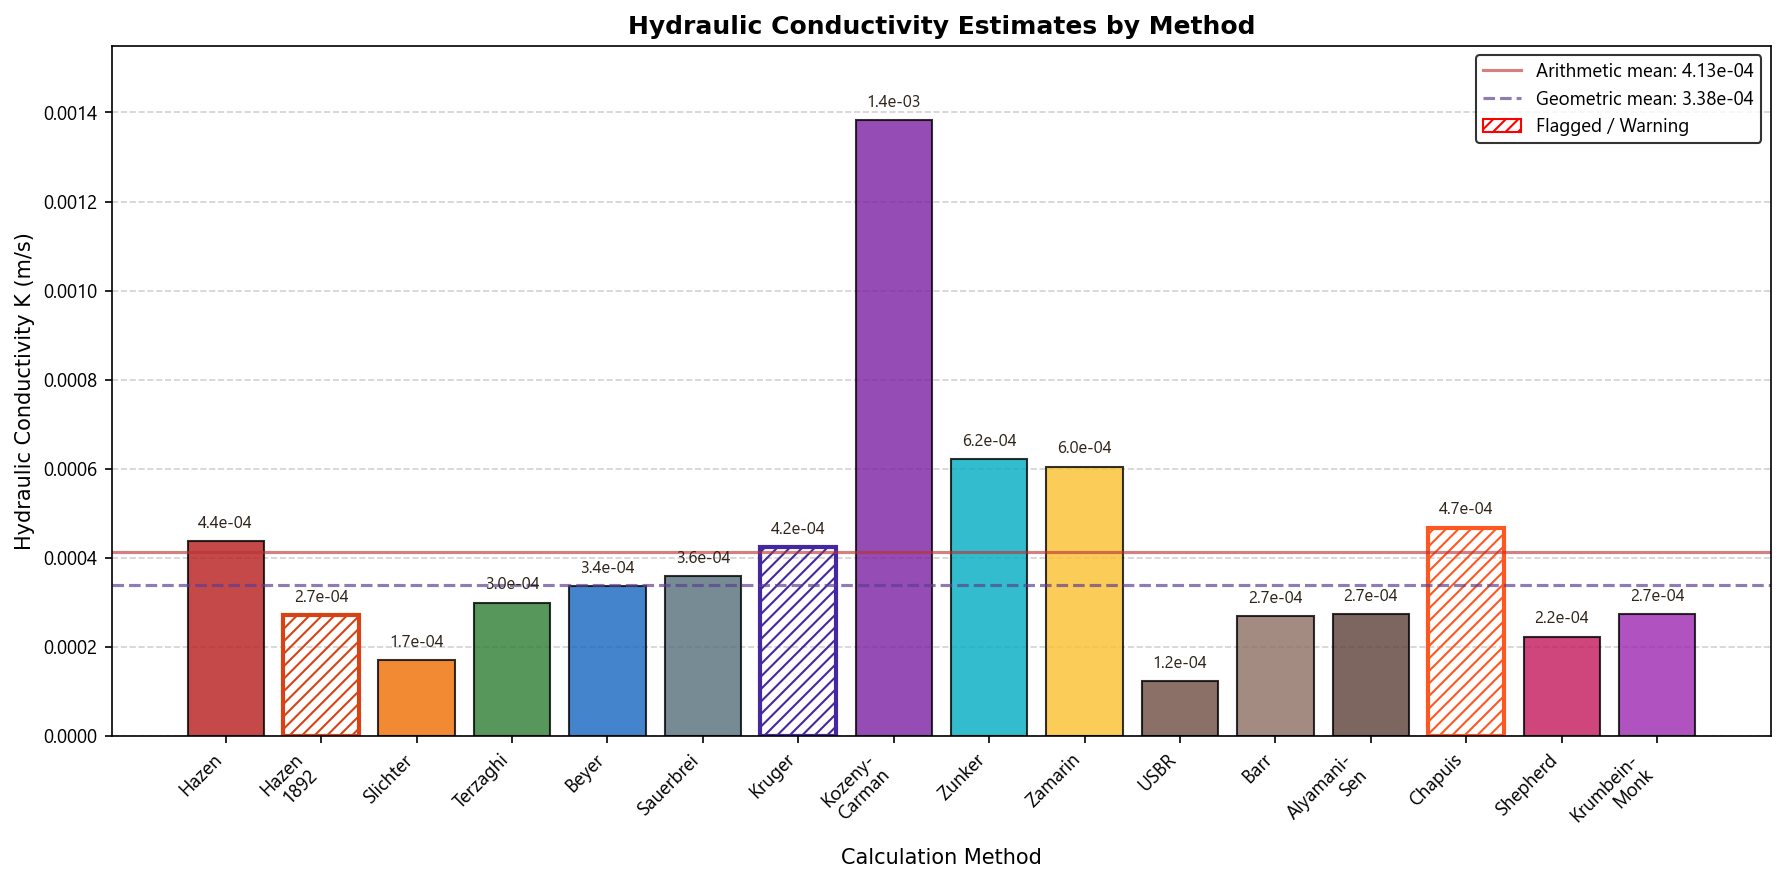 Hydraulic Conductivity Estimates by Method
Arithmetic mean: 4.13e-04
Geometric mean: 3.38e-04
Flagged / Warning
Hydraulic Conductivity K (m/s)
0.0014
0.0012
0.0010
0.0008
0.0006
0.0004
0.0002
0.0000
4.4e-04
2.7e-04
1.7e-04
3.0e-04
3.4e-04
3.6e-04
4.2e-04
1.4e-03
6.2e-04
6.0e-04
1.2e-04
2.7e-04
2.7e-04
4.7e-04
2.2e-04
2.7e-04
Hazen
Hazen
1892
Slichter
Terzaghi
Beyer
Sauerbrei
Kruger
Kozeny-
Carman
Zunker
Zamarin
USBR
Barr
Alyamani-
Sen
Chapuis
Shepherd
Krumbein-
Monk
Calculation Method